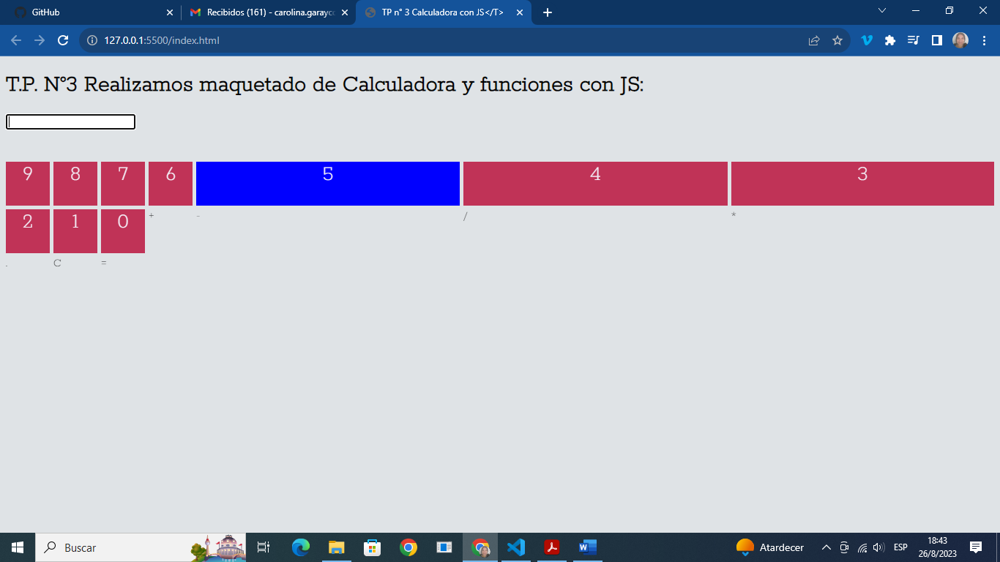 GitHub
Recibidos (161) - carolina.garayco
TP n° 3 Calculadora con JS</T>
127.0.0.1:5500/index.html
T.P. N°3 Realizamos maquetado de Calculadora y funciones con JS:
9 8 7 6 5 4 3
2 1 0 + - / *
. C =
Buscar
Atardecer
ESP
18:43
26/8/2023